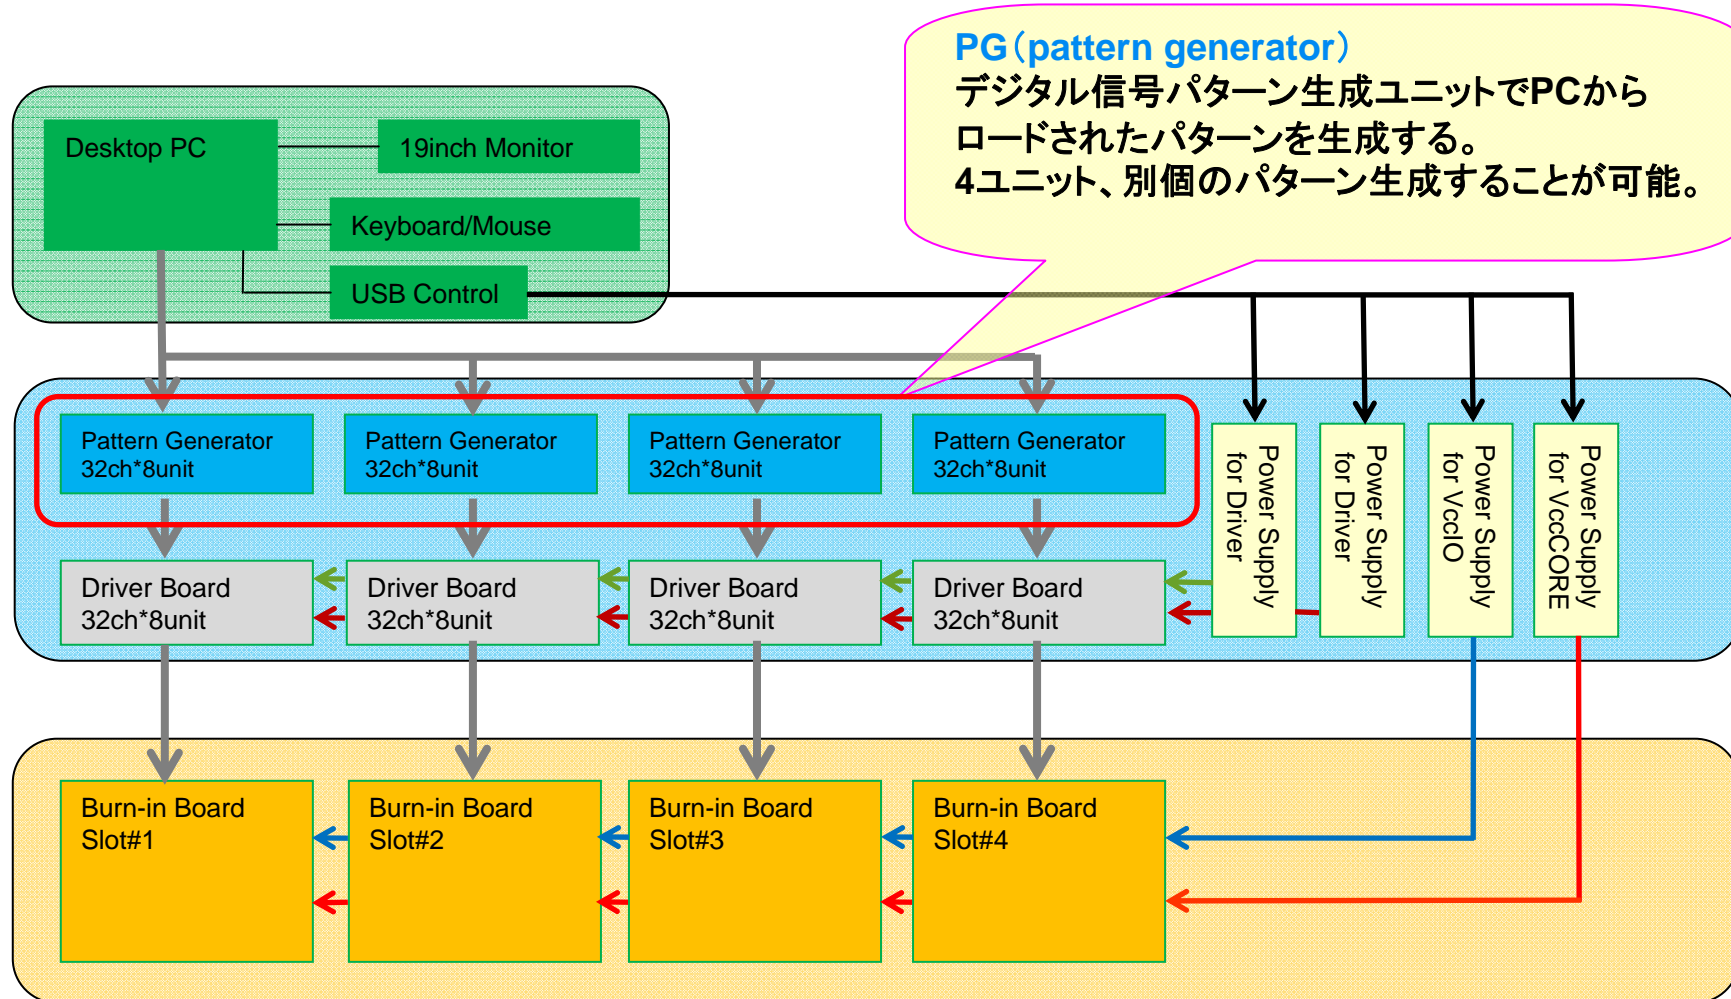 PG（pattern generator）
デジタル信号パターン生成ユニットでPCから
ロードされたパターンを生成する。
4ユニット、別個のパターン生成することが可能。
Desktop PC
19inch Monitor
Keyboard/Mouse
USB Control
Pattern Generator
32ch*8unit
Pattern Generator
32ch*8unit
Pattern Generator
32ch*8unit
Pattern Generator
32ch*8unit
Power Supply
for Driver
Power Supply
for Driver
Power Supply
for VccIO
Power Supply
for VccCORE
Driver Board
32ch*8unit
Driver Board
32ch*8unit
Driver Board
32ch*8unit
Driver Board
32ch*8unit
Burn-in Board
Slot#1
Burn-in Board
Slot#2
Burn-in Board
Slot#3
Burn-in Board
Slot#4